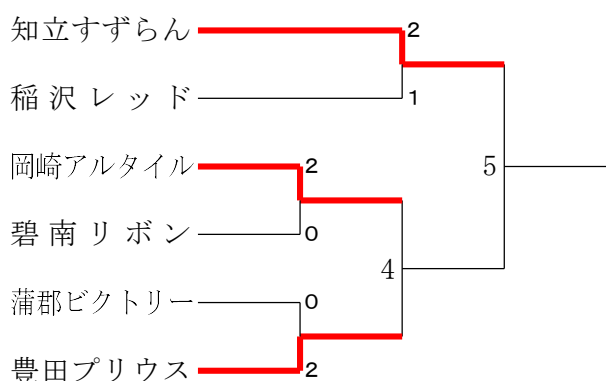 知立すずらん 2
稲沢レッド 1
岡崎アルタイル 2
5
碧南リボン 0
4
蒲郡ビクトリー 0
豊田プリウス 2